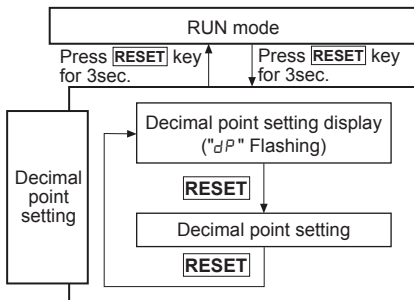 RUN mode
Press RESET key
for 3sec.
Press RESET key
for 3sec.
Decimal point setting display
("dP" Flashing)
RESET
Decimal
point
setting
Decimal point setting
RESET